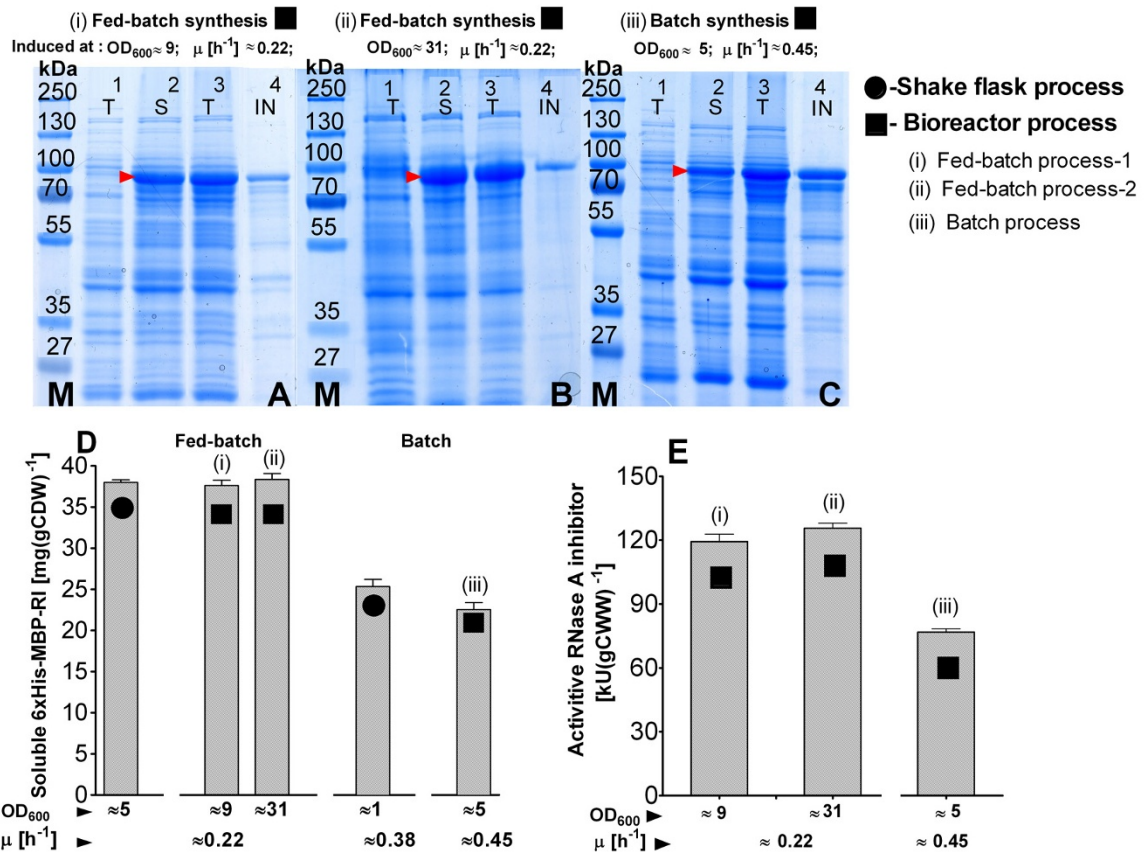 (i) Fed-batch synthesis
Induced at : OD600≈ 9; μ [h-1] ≈0.22;
kDa
250
130
100
70
55
35
27
1 2 3 4
T S T IN
M A
(ii) Fed-batch synthesis
OD600≈ 31; μ [h-1] ≈0.22;
kDa
250
130
100
70
55
35
27
1 2 3 4
T S T IN
M B
(iii) Batch synthesis
OD600≈ 5; μ [h-1] ≈0.45;
kDa
250
130
100
70
55
35
27
1 2 3 4
T S T IN
M C
-Shake flask process
- Bioreactor process
(i) Fed-batch process-1
(ii) Fed-batch process-2
(iii) Batch process
D
Fed-batch Batch
Soluble 6xHis-MBP-RI [mg(gCDW)-1]
40
35
30
25
20
15
10
5
0
(i) (ii) (iii)
OD600 ► ≈5 ≈9 ≈31 ≈1 ≈5
μ [h-1] ► ≈0.22 ≈0.38 ≈0.45
E
Activitive RNase A inhibitor
[kU(gCWW)-1]
150
120
90
60
30
0
(i) (ii) (iii)
OD600 ► ≈ 9 ≈31 ≈ 5
μ [h-1] ► ≈ 0.22 ≈ 0.45